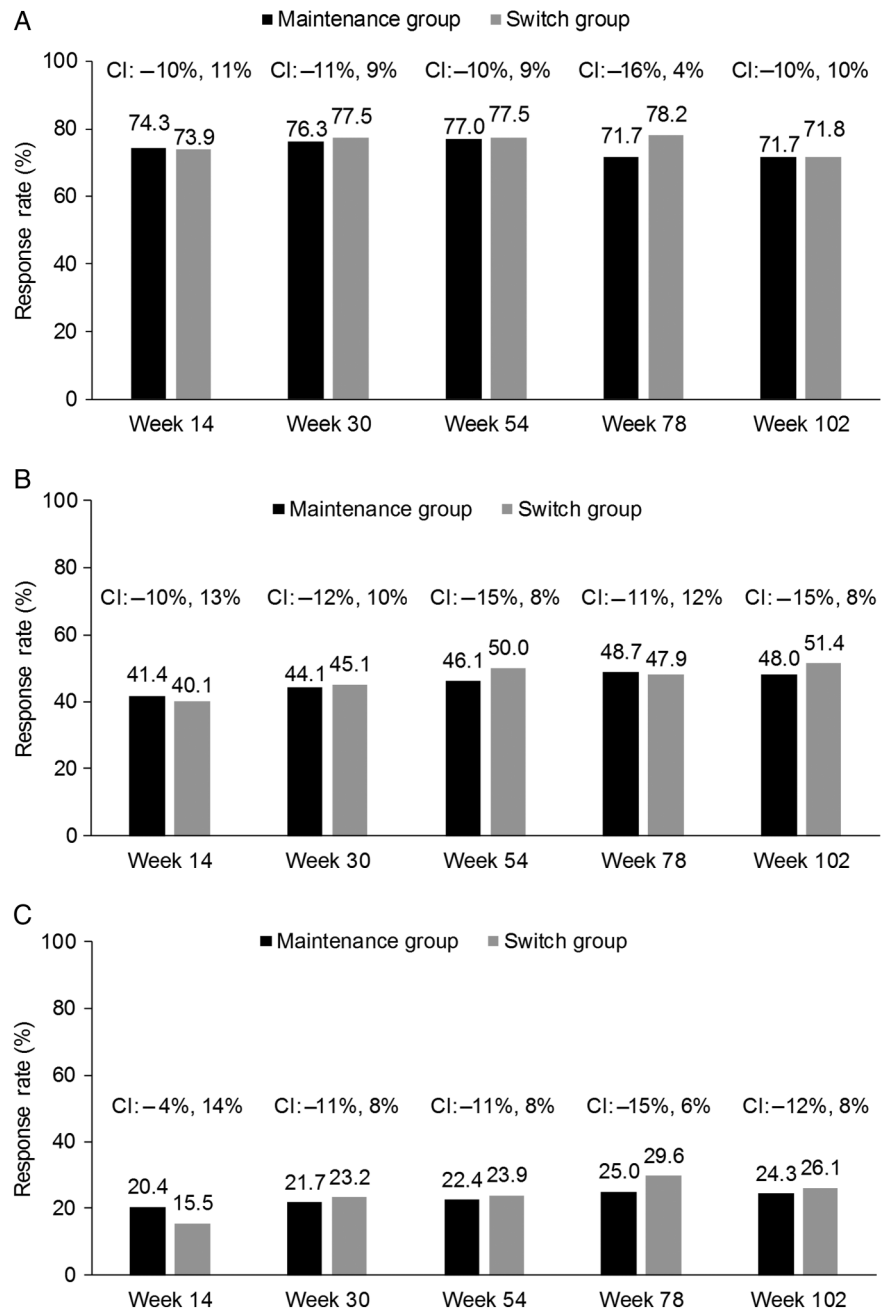 A
Maintenance group Switch group
Response rate (%)
100
80
60
40
20
0
CI: –10%, 11% CI: –11%, 9% CI: –10%, 9% CI: –16%, 4% CI: –10%, 10%
74.3 73.9 76.3 77.5 77.0 77.5 71.7 78.2 71.7 71.8
Week 14 Week 30 Week 54 Week 78 Week 102
B
Maintenance group Switch group
Response rate (%)
100
80
60
40
20
0
CI: –10%, 13% CI: –12%, 10% CI: –15%, 8% CI: –11%, 12% CI: –15%, 8%
41.4 40.1 44.1 45.1 46.1 50.0 48.7 47.9 48.0 51.4
Week 14 Week 30 Week 54 Week 78 Week 102
C
Maintenance group Switch group
Response rate (%)
100
80
60
40
20
0
CI: –4%, 14% CI: –11%, 8% CI: –11%, 8% CI: –15%, 6% CI: –12%, 8%
20.4 15.5 21.7 23.2 22.4 23.9 25.0 29.6 24.3 26.1
Week 14 Week 30 Week 54 Week 78 Week 102